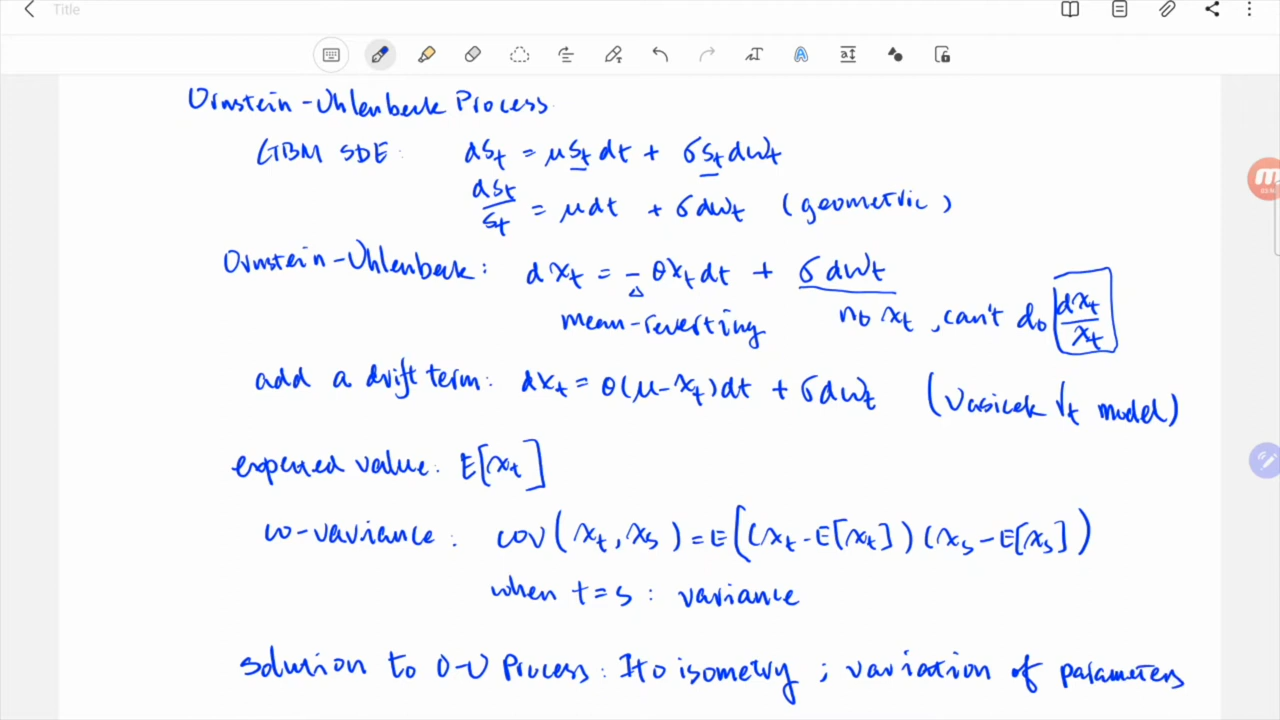 Title
Ornstein-Uhlenbeck Process.
GBM SDE: dS_t = μS_t dt + σS_t dW_t
dS_t/S_t = μdt + σdW_t (geometric)
Ornstein-Uhlenbeck: dX_t = -θX_t dt + σdW_t
mean-reverting no X_t, can't do dX_t/X_t
add a drift term: dX_t = θ(μ-X_t)dt + σdW_t (Vasicek r_t model)
expected value: E[X_t]
co-variance: cov(X_t, X_s) = E((X_t-E[X_t])(X_s-E[X_s])
when t=s: variance
solution to O-U Process: Ito isometry; variation of parameters